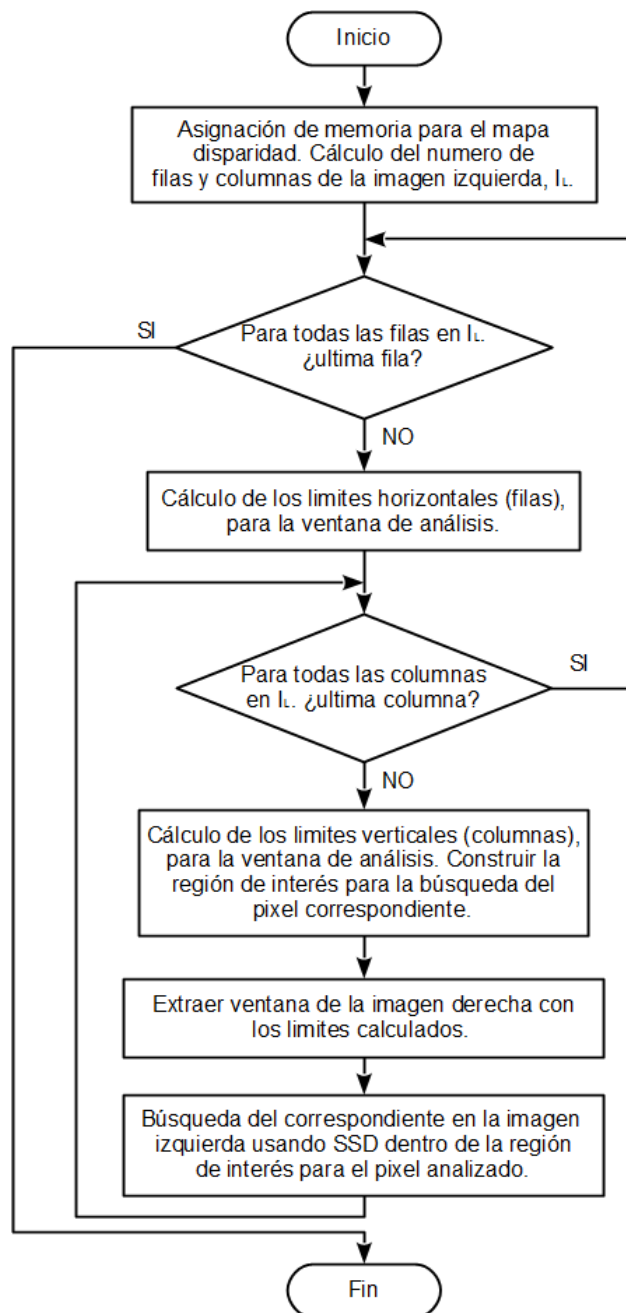 Inicio
Asignación de memoria para el mapa
disparidad. Cálculo del numero de
filas y columnas de la imagen izquierda, IL.
SI
Para todas las filas en IL.
¿ultima fila?
NO
Cálculo de los limites horizontales (filas),
para la ventana de análisis.
Para todas las columnas
en IL. ¿ultima columna?
SI
NO
Cálculo de los limites verticales (columnas),
para la ventana de análisis. Construir la
región de interés para la búsqueda del
pixel correspondiente.
Extraer ventana de la imagen derecha con
los limites calculados.
Búsqueda del correspondiente en la imagen
izquierda usando SSD dentro de la región
de interés para el pixel analizado.
Fin